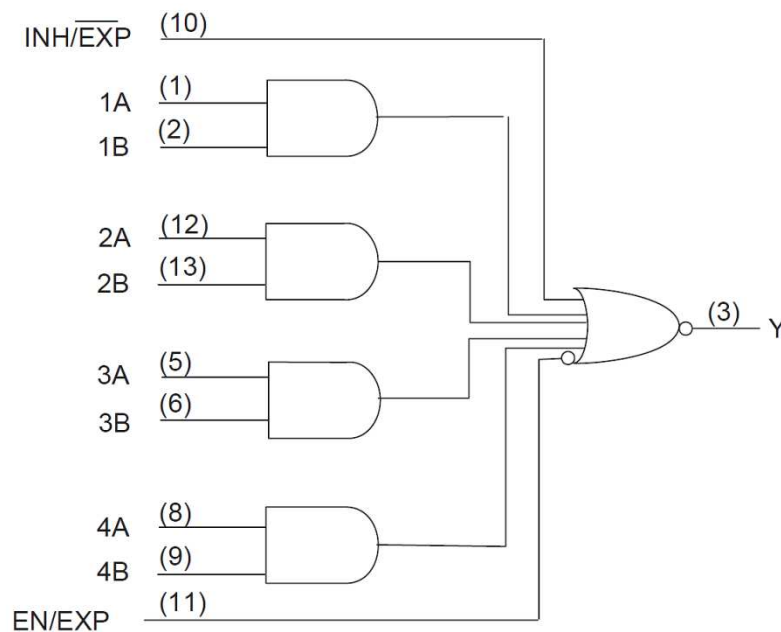 INH/EXP (10)
1A (1)
1B (2)
2A (12)
2B (13)
(3) Y
3A (5)
3B (6)
4A (8)
4B (9)
EN/EXP (11)